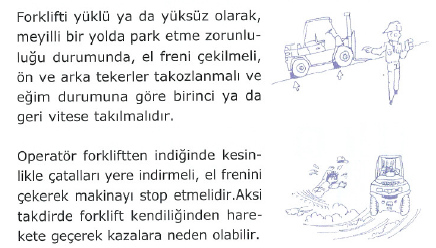 Forklifti yüklü ya da yüksüz olarak,
meyilli bir yolda park etme zorunlu-
luğu durumunda, el freni çekilmeli,
ön ve arka tekerler takozlanmalı ve
eğim durumuna göre birinci ya da
geri vitese takılmalıdır.
Operatör forkliftten indiğinde kesin-
likle çatalları yere indirmeli, el frenini
çekerek makinayı stop etmelidir.Aksi
takdirde forklift kendiliğinden hare-
kete geçerek kazalara neden olabilir.